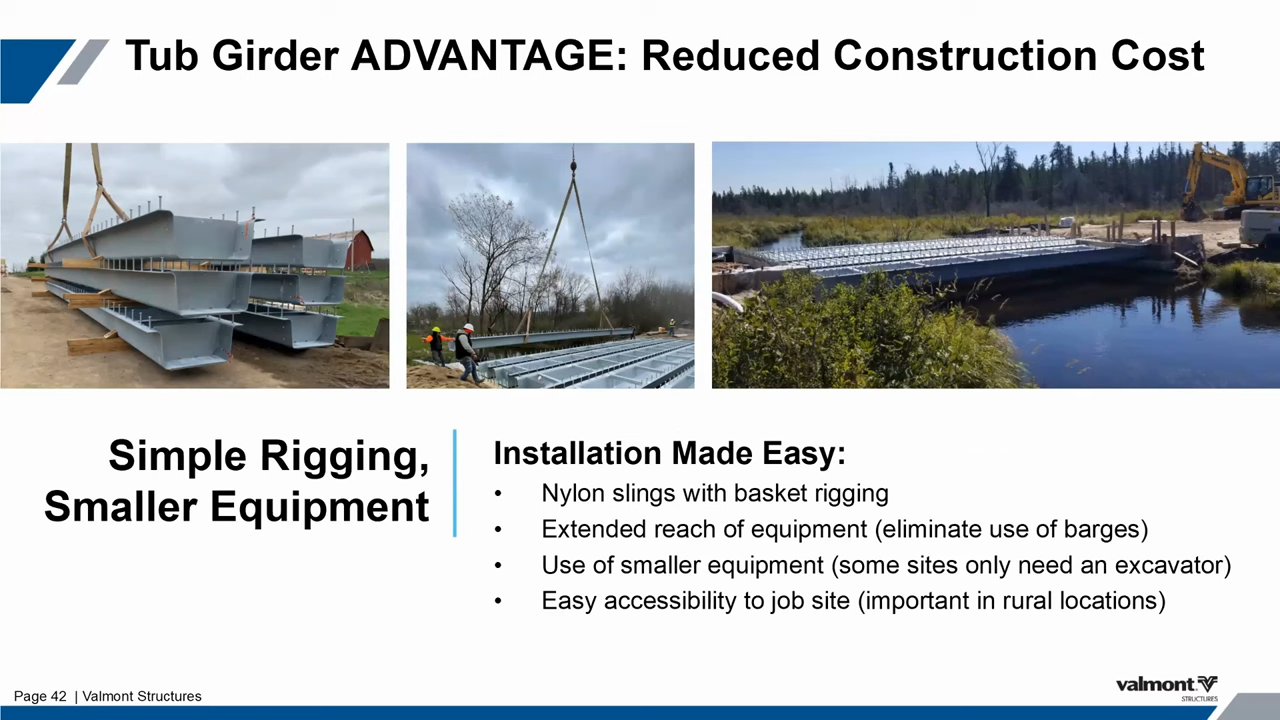 Tub Girder ADVANTAGE: Reduced Construction Cost
Simple Rigging,
Smaller Equipment
Installation Made Easy:
• Nylon slings with basket rigging
• Extended reach of equipment (eliminate use of barges)
• Use of smaller equipment (some sites only need an excavator)
• Easy accessibility to job site (important in rural locations)
Page 42 | Valmont Structures
valmont
STRUCTURES